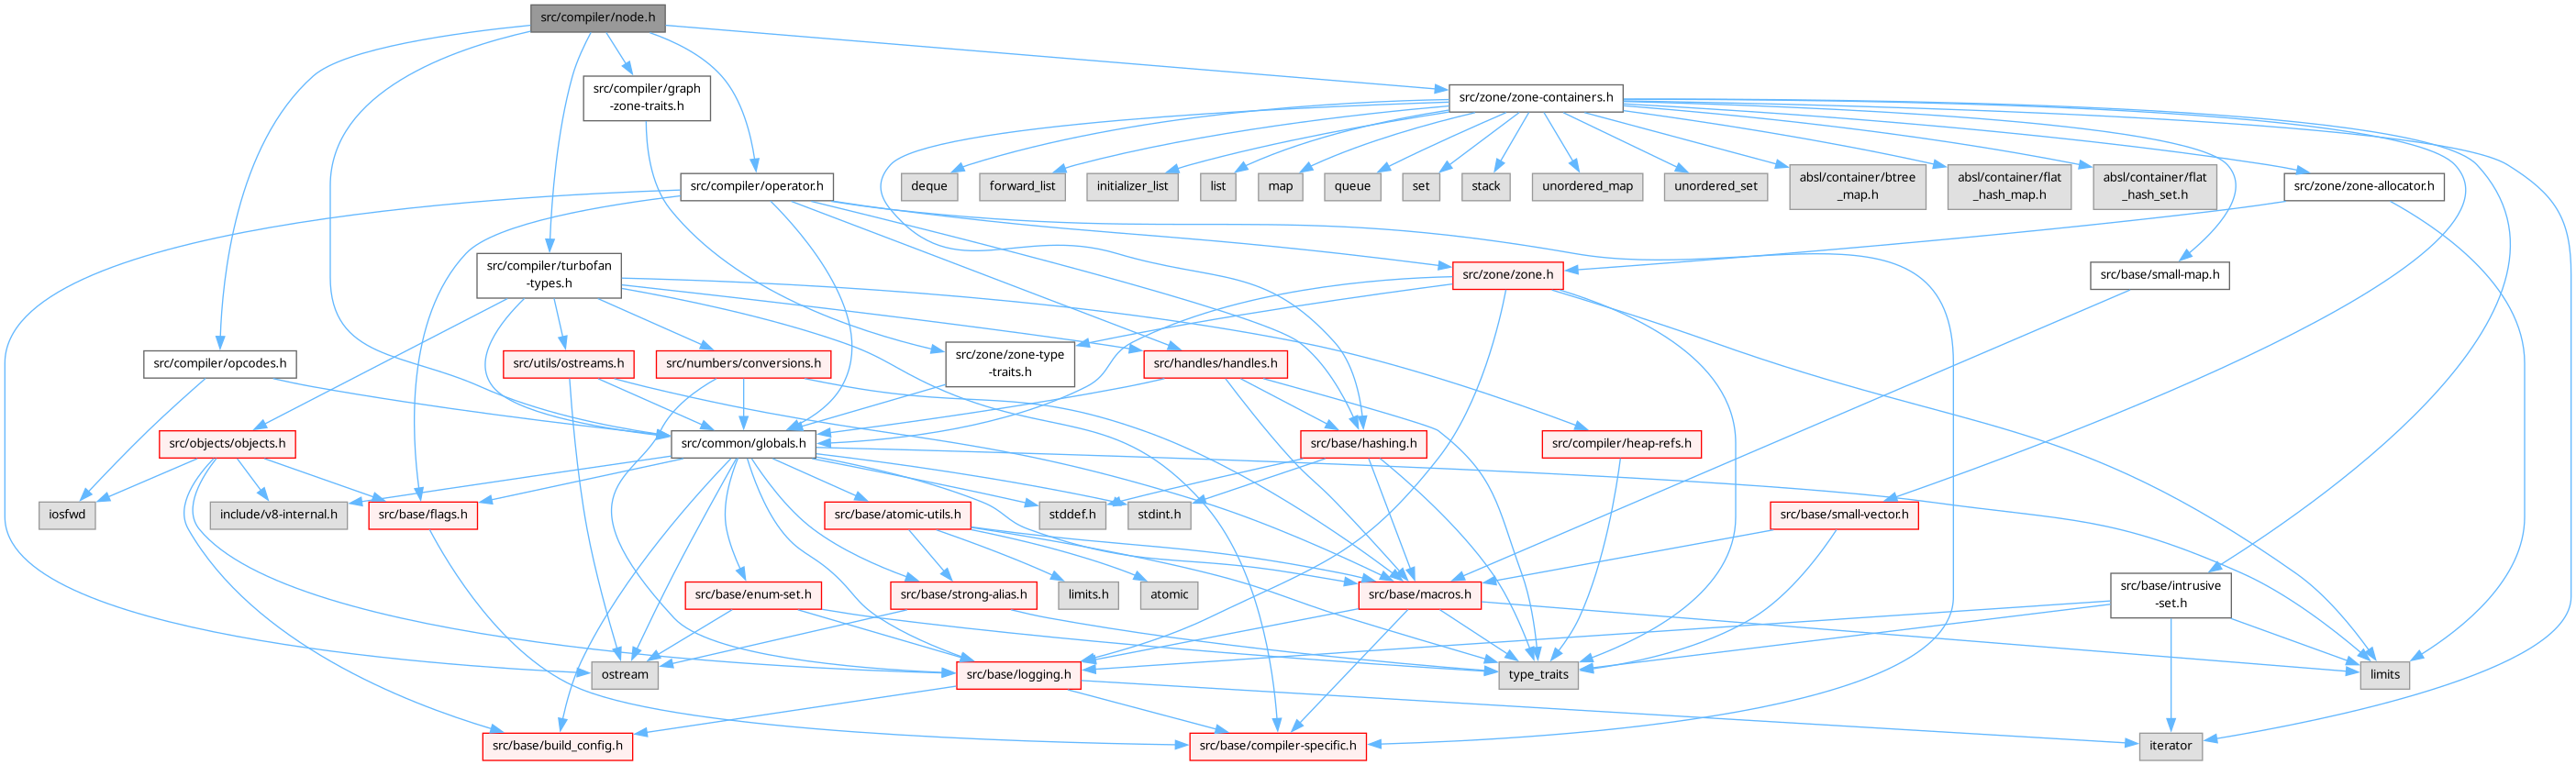 src/compiler/node.h
src/compiler/graph
-zone-traits.h
src/zone/zone-containers.h
src/compiler/operator.h
deque
forward_list
initializer_list
list
map
queue
set
stack
unordered_map
unordered_set
absl/container/btree
_map.h
absl/container/flat
_hash_map.h
absl/container/flat
_hash_set.h
src/zone/zone-allocator.h
src/compiler/turbofan
-types.h
src/zone/zone.h
src/base/small-map.h
src/compiler/opcodes.h
src/utils/ostreams.h
src/numbers/conversions.h
src/zone/zone-type
-traits.h
src/handles/handles.h
src/objects/objects.h
src/common/globals.h
src/base/hashing.h
src/compiler/heap-refs.h
iosfwd
include/v8-internal.h
src/base/flags.h
src/base/atomic-utils.h
stddef.h
stdint.h
src/base/small-vector.h
src/base/enum-set.h
src/base/strong-alias.h
limits.h
atomic
src/base/macros.h
src/base/intrusive
-set.h
ostream
src/base/logging.h
type_traits
limits
src/base/build_config.h
src/base/compiler-specific.h
iterator